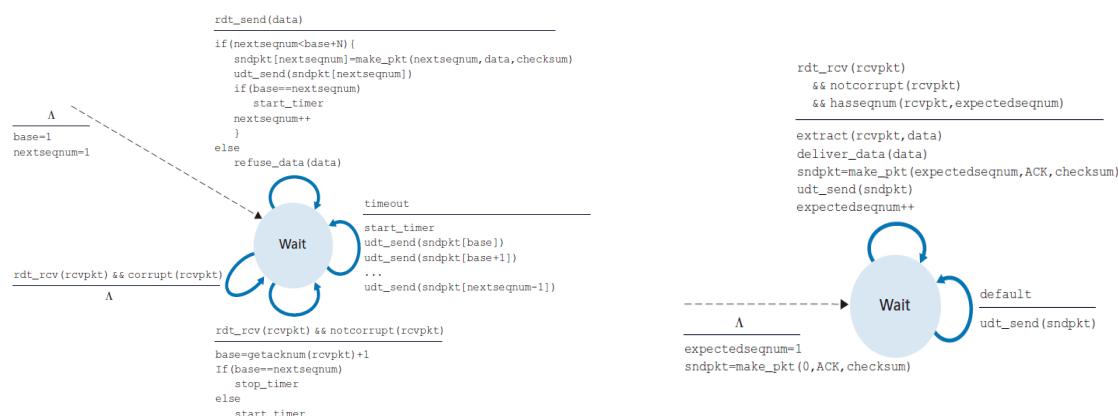 rdt_send(data)
if(nextseqnum<base+N){
sndpkt[nextseqnum]=make_pkt(nextseqnum,data,checksum)
udt_send(sndpkt[nextseqnum])
if(base==nextseqnum)
start_timer
nextseqnum++
}
else
refuse_data(data)
Λ
base=1
nextseqnum=1
Wait
timeout
start_timer
udt_send(sndpkt[base])
udt_send(sndpkt[base+1])
...
udt_send(sndpkt[nextseqnum-1])
rdt_rcv(rcvpkt) && corrupt(rcvpkt)
Λ
rdt_rcv(rcvpkt) && notcorrupt(rcvpkt)
base=getacknum(rcvpkt)+1
If(base==nextseqnum)
stop_timer
else
start_timer
rdt_rcv(rcvpkt)
&& notcorrupt(rcvpkt)
&& hasseqnum(rcvpkt,expectedseqnum)
extract(rcvpkt,data)
deliver_data(data)
sndpkt=make_pkt(expectedseqnum,ACK,checksum)
udt_send(sndpkt)
expectedseqnum++
Wait
Λ
expectedseqnum=1
sndpkt=make_pkt(0,ACK,checksum)
default
udt_send(sndpkt)